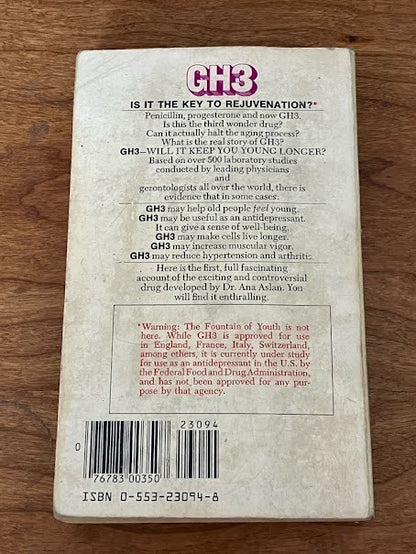 GH3
IS IT THE KEY TO REJUVENATION?*
Penicillin, progesterone and now GH3.
Is this the third wonder drug?
Can it actually halt the aging process?
What is the real story of GH3?
GH3—WILL IT KEEP YOU YOUNG LONGER?
Based on over 500 laboratory studies
conducted by leading physicians
and
gerontologists all over the world, there is
evidence that in some cases:
GH3 may help old people feel young.
GH3 may be useful as an antidepressant.
It can give a sense of well-being.
GH3 may make cells live longer.
GH3 may increase muscular vigor.
GH3 may reduce hypertension and arthritis.
Here is the first, full fascinating
account of the exciting and controversial
drug developed by Dr. Ana Aslan. You
will find it enthralling.
*Warning: The Fountain of Youth is not
here. While GH3 is approved for use
in England, France, Italy, Switzerland,
among others, it is currently under study
for use as an antidepressant in the U.S. by
the Federal Food and Drug Administration,
and has not been approved for any pur-
pose by that agency.
23094
0
76783 00350
ISBN 0-553-23094-8